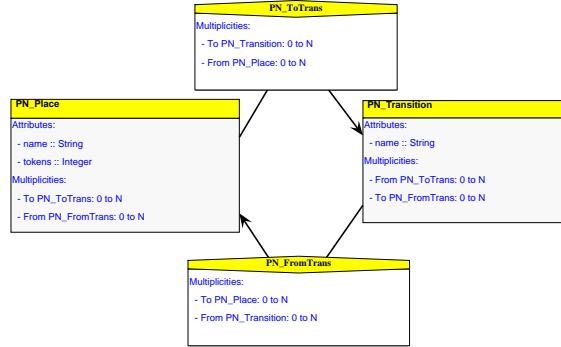 PN_ToTrans
Multiplicities:
- To PN_Transition: 0 to N
- From PN_Place: 0 to N
PN_Place
Attributes:
- name :: String
- tokens :: Integer
Multiplicities:
- To PN_ToTrans: 0 to N
- From PN_FromTrans: 0 to N
PN_Transition
Attributes:
- name :: String
Multiplicities:
- From PN_ToTrans: 0 to N
- To PN_FromTrans: 0 to N
PN_FromTrans
Multiplicities:
- To PN_Place: 0 to N
- From PN_Transition: 0 to N